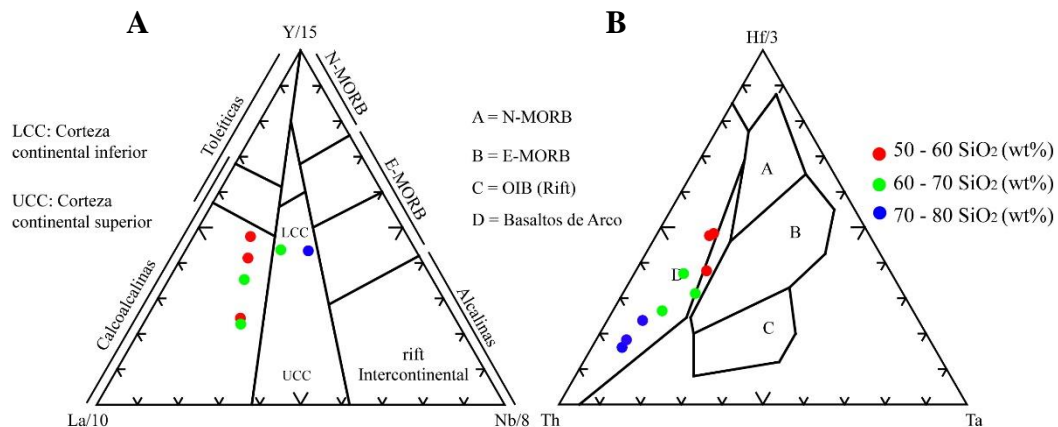 A
Y/15
Toleíticas
N-MORB
LCC: Corteza
continental inferior
UCC: Corteza
continental superior
E-MORB
LCC
Calcoalcalinas
Alcalinas
rift
Intercontinental
UCC
La/10
Nb/8
A = N-MORB
B = E-MORB
C = OIB (Rift)
D = Basaltos de Arco
B
Hf/3
A
B
D
C
Th
Ta
50 - 60 SiO₂ (wt%)
60 - 70 SiO₂ (wt%)
70 - 80 SiO₂ (wt%)